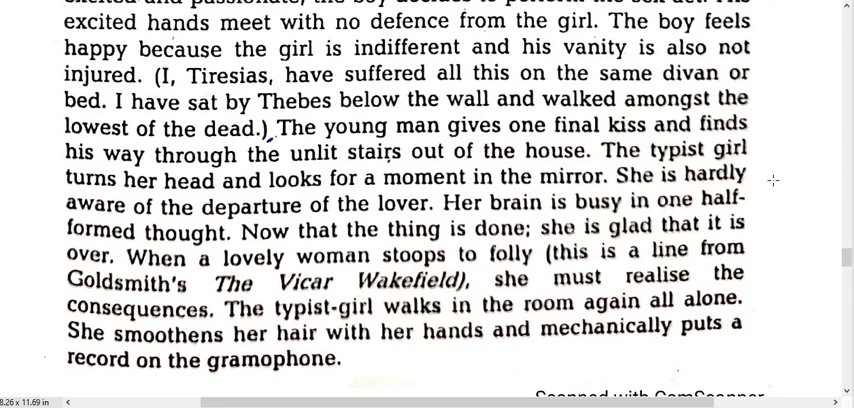 excited hands meet with no defence from the girl. The boy feels
happy because the girl is indifferent and his vanity is also not
injured. (I, Tiresias, have suffered all this on the same divan or
bed. I have sat by Thebes below the wall and walked amongst the
lowest of the dead.) The young man gives one final kiss and finds
his way through the unlit stairs out of the house. The typist girl
turns her head and looks for a moment in the mirror. She is hardly
aware of the departure of the lover. Her brain is busy in one half-
formed thought. Now that the thing is done; she is glad that it is
over. When a lovely woman stoops to folly (this is a line from
Goldsmith's The Vicar Wakefield), she must realise the
consequences. The typist-girl walks in the room again all alone.
She smoothens her hair with her hands and mechanically puts a
record on the gramophone.
8.26 x 11.69 in